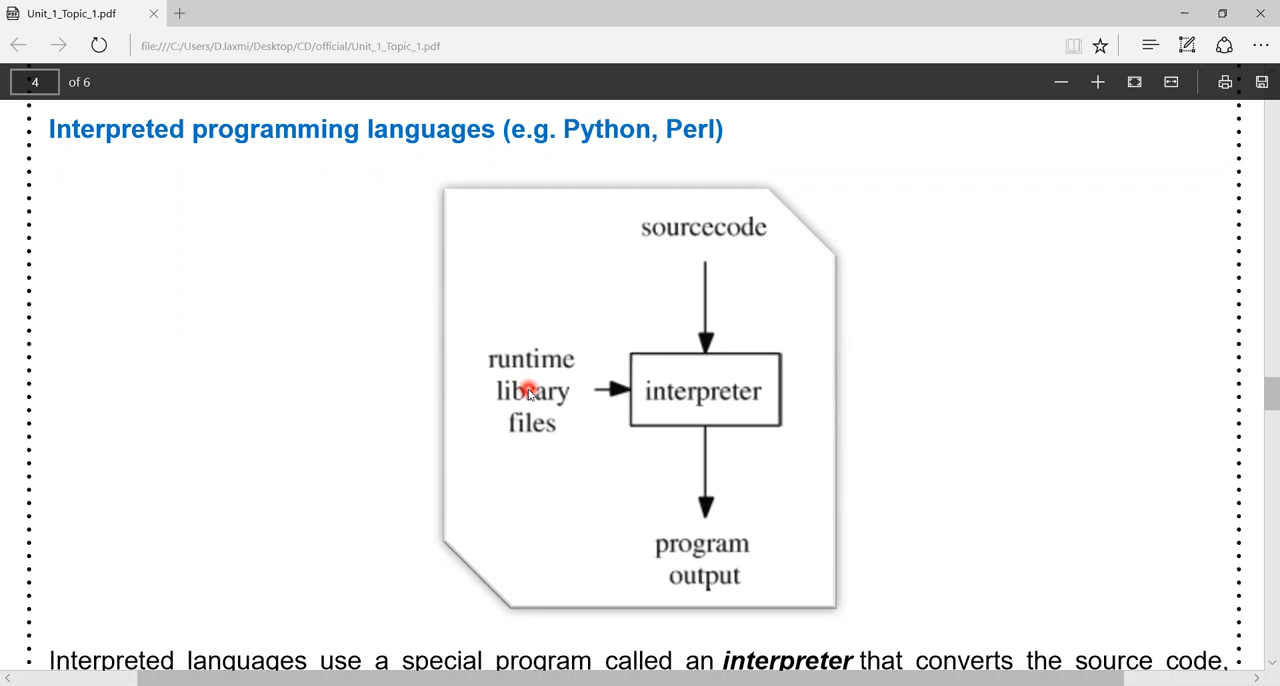 Unit_1_Topic_1.pdf
file:///C:/Users/D.laxmi/Desktop/CD/official/Unit_1_Topic_1.pdf
4 of 6
Interpreted programming languages (e.g. Python, Perl)
sourcecode
runtime
library
files
interpreter
program
output
Interpreted languages use a special program called an interpreter that converts the source code,